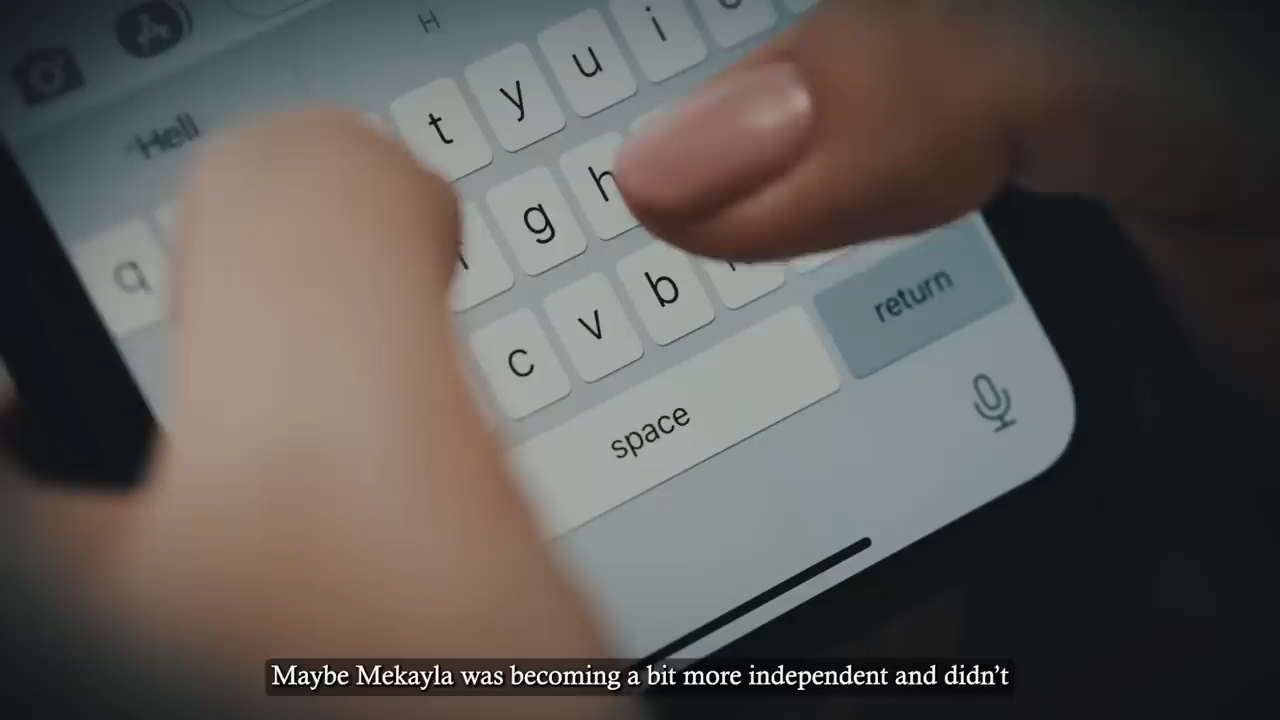 H
Hell
t y u i
q g h
c v b
return
space
Maybe Mekayla was becoming a bit more independent and didn't